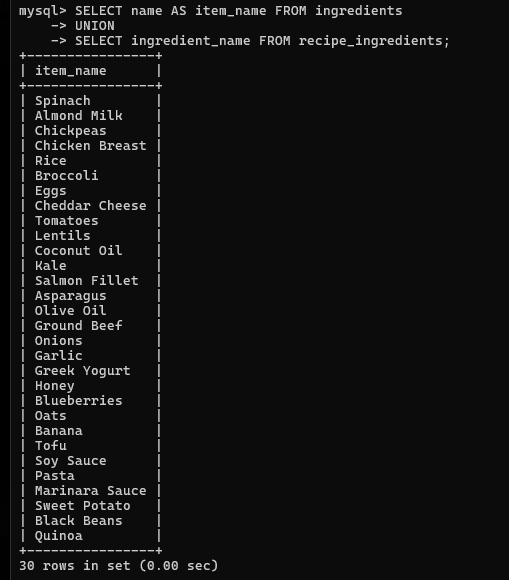 mysql> SELECT name AS item_name FROM ingredients
    -> UNION
    -> SELECT ingredient_name FROM recipe_ingredients;
+----------------+
| item_name      |
+----------------+
| Spinach        |
| Almond Milk    |
| Chickpeas      |
| Chicken Breast |
| Rice           |
| Broccoli       |
| Eggs           |
| Cheddar Cheese |
| Tomatoes       |
| Lentils        |
| Coconut Oil    |
| Kale           |
| Salmon Fillet  |
| Asparagus      |
| Olive Oil      |
| Ground Beef    |
| Onions         |
| Garlic         |
| Greek Yogurt   |
| Honey          |
| Blueberries    |
| Oats           |
| Banana         |
| Tofu           |
| Soy Sauce      |
| Pasta          |
| Marinara Sauce |
| Sweet Potato   |
| Black Beans    |
| Quinoa         |
+----------------+
30 rows in set (0.00 sec)